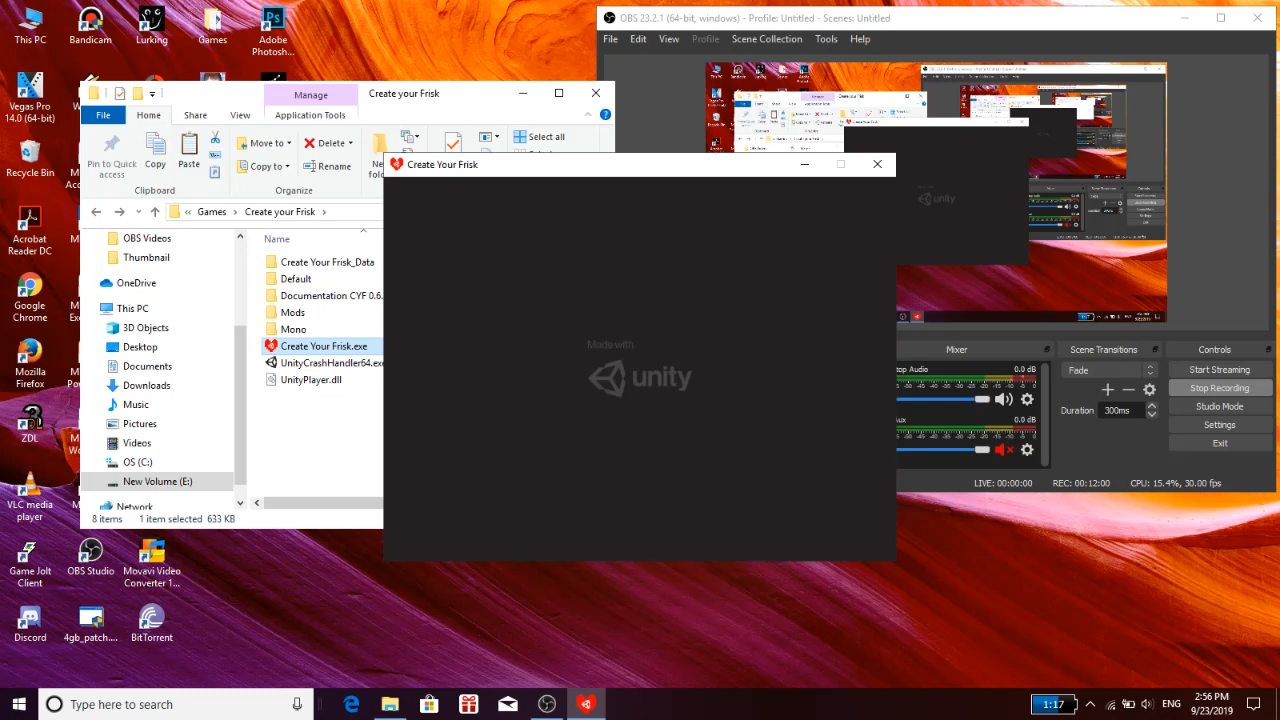 This PC
Bandicam
Lurking
Games
Adobe
Photosh...
Vegas Pro
14.0 (64-bit)
Recycle Bin
Acrobat
Reader DC
Google
Chrome
Mozilla
Firefox
ZDL
VLC media
player
Game Jolt
Client
OBS Studio
Movavi Video
Converter 1...
Discord
4gb_patch....
BitTorrent
Manage
Create your Frisk
File
Home
Share
View
Application Tools
Pin to Quick
access
Copy
Paste
Clipboard
Move to
Copy to
Delete
Rename
Organize
Select all
Games
Create your Frisk
OBS Videos
Thumbnail
OneDrive
This PC
3D Objects
Desktop
Documents
Downloads
Music
Pictures
Videos
OS (C:)
New Volume (E:)
Network
Name
Create Your Frisk_Data
Default
Documentation CYF 0.6.
Mods
Mono
Create Your Frisk.exe
UnityCrashHandler64.exe
UnityPlayer.dll
8 items
1 item selected 633 KB
Create Your Frisk
Made with
unity
OBS 23.2.1 (64-bit, windows) - Profile: Untitled - Scenes: Untitled
File
Edit
View
Profile
Scene Collection
Tools
Help
Mixer
top Audio
0.0 dB
Aux
0.0 dB
Scene Transitions
Fade
Duration
300ms
Controls
Start Streaming
Stop Recording
Studio Mode
Settings
Exit
LIVE: 00:00:00
REC: 00:12:00
CPU: 15.4%, 30.00 fps
Type here to search
1:17
ENG
2:56 PM
9/23/2019